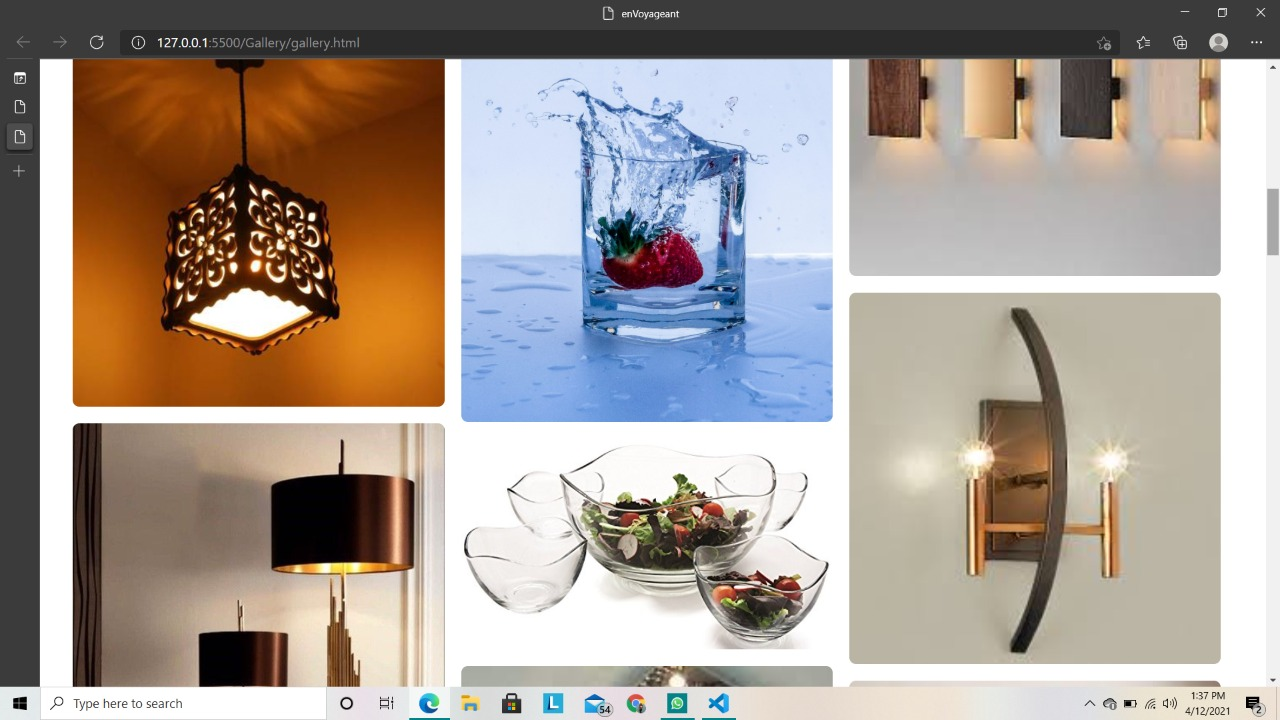 enVoyageant
127.0.0.1:5500/Gallery/gallery.html
Type here to search
L
54
1:37 PM
4/12/2021
2